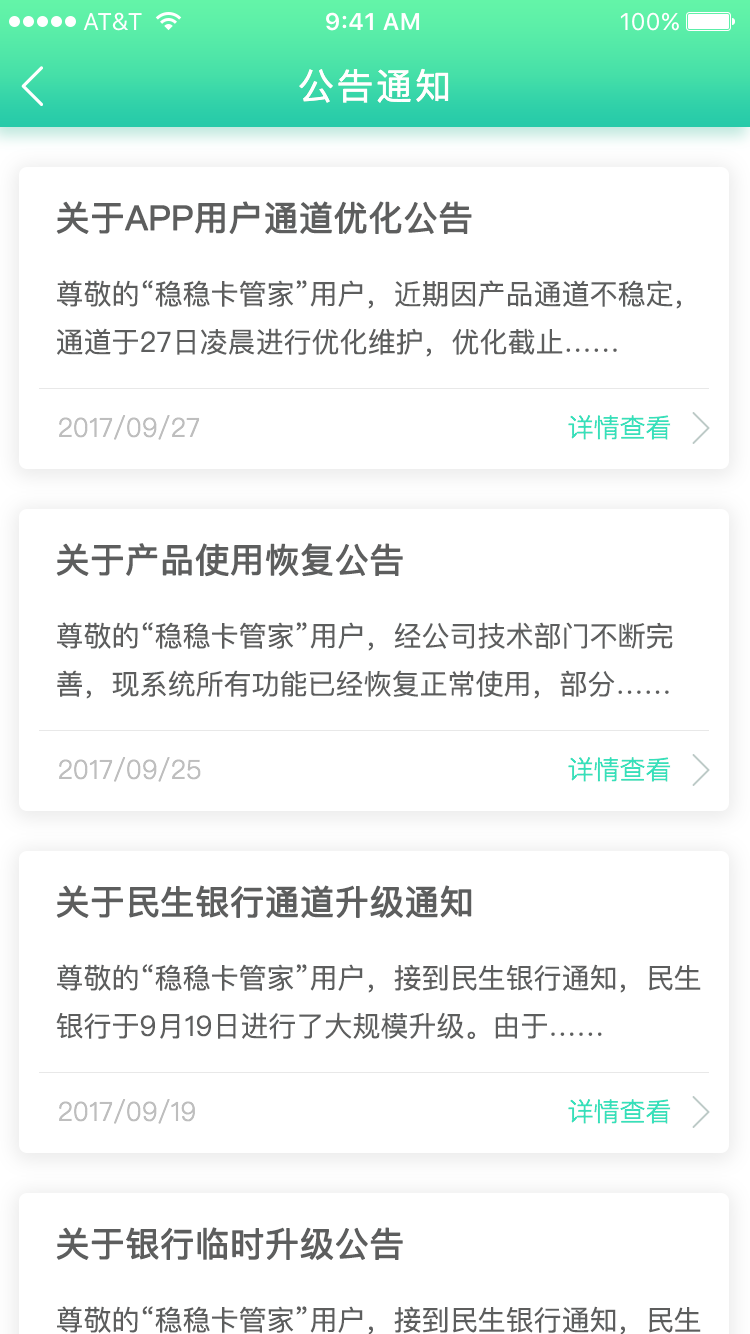 AT&T 9:41 AM 100%
公告通知
关于APP用户通道优化公告
尊敬的“稳稳卡管家”用户，近期因产品通道不稳定，
通道于27日凌晨进行优化维护，优化截止……
2017/09/27 详情查看
关于产品使用恢复公告
尊敬的“稳稳卡管家”用户，经公司技术部门不断完
善，现系统所有功能已经恢复正常使用，部分……
2017/09/25 详情查看
关于民生银行通道升级通知
尊敬的“稳稳卡管家”用户，接到民生银行通知，民生
银行于9月19日进行了大规模升级。由于……
2017/09/19 详情查看
关于银行临时升级公告
尊敬的“稳稳卡管家”用户，接到民生银行通知，民生